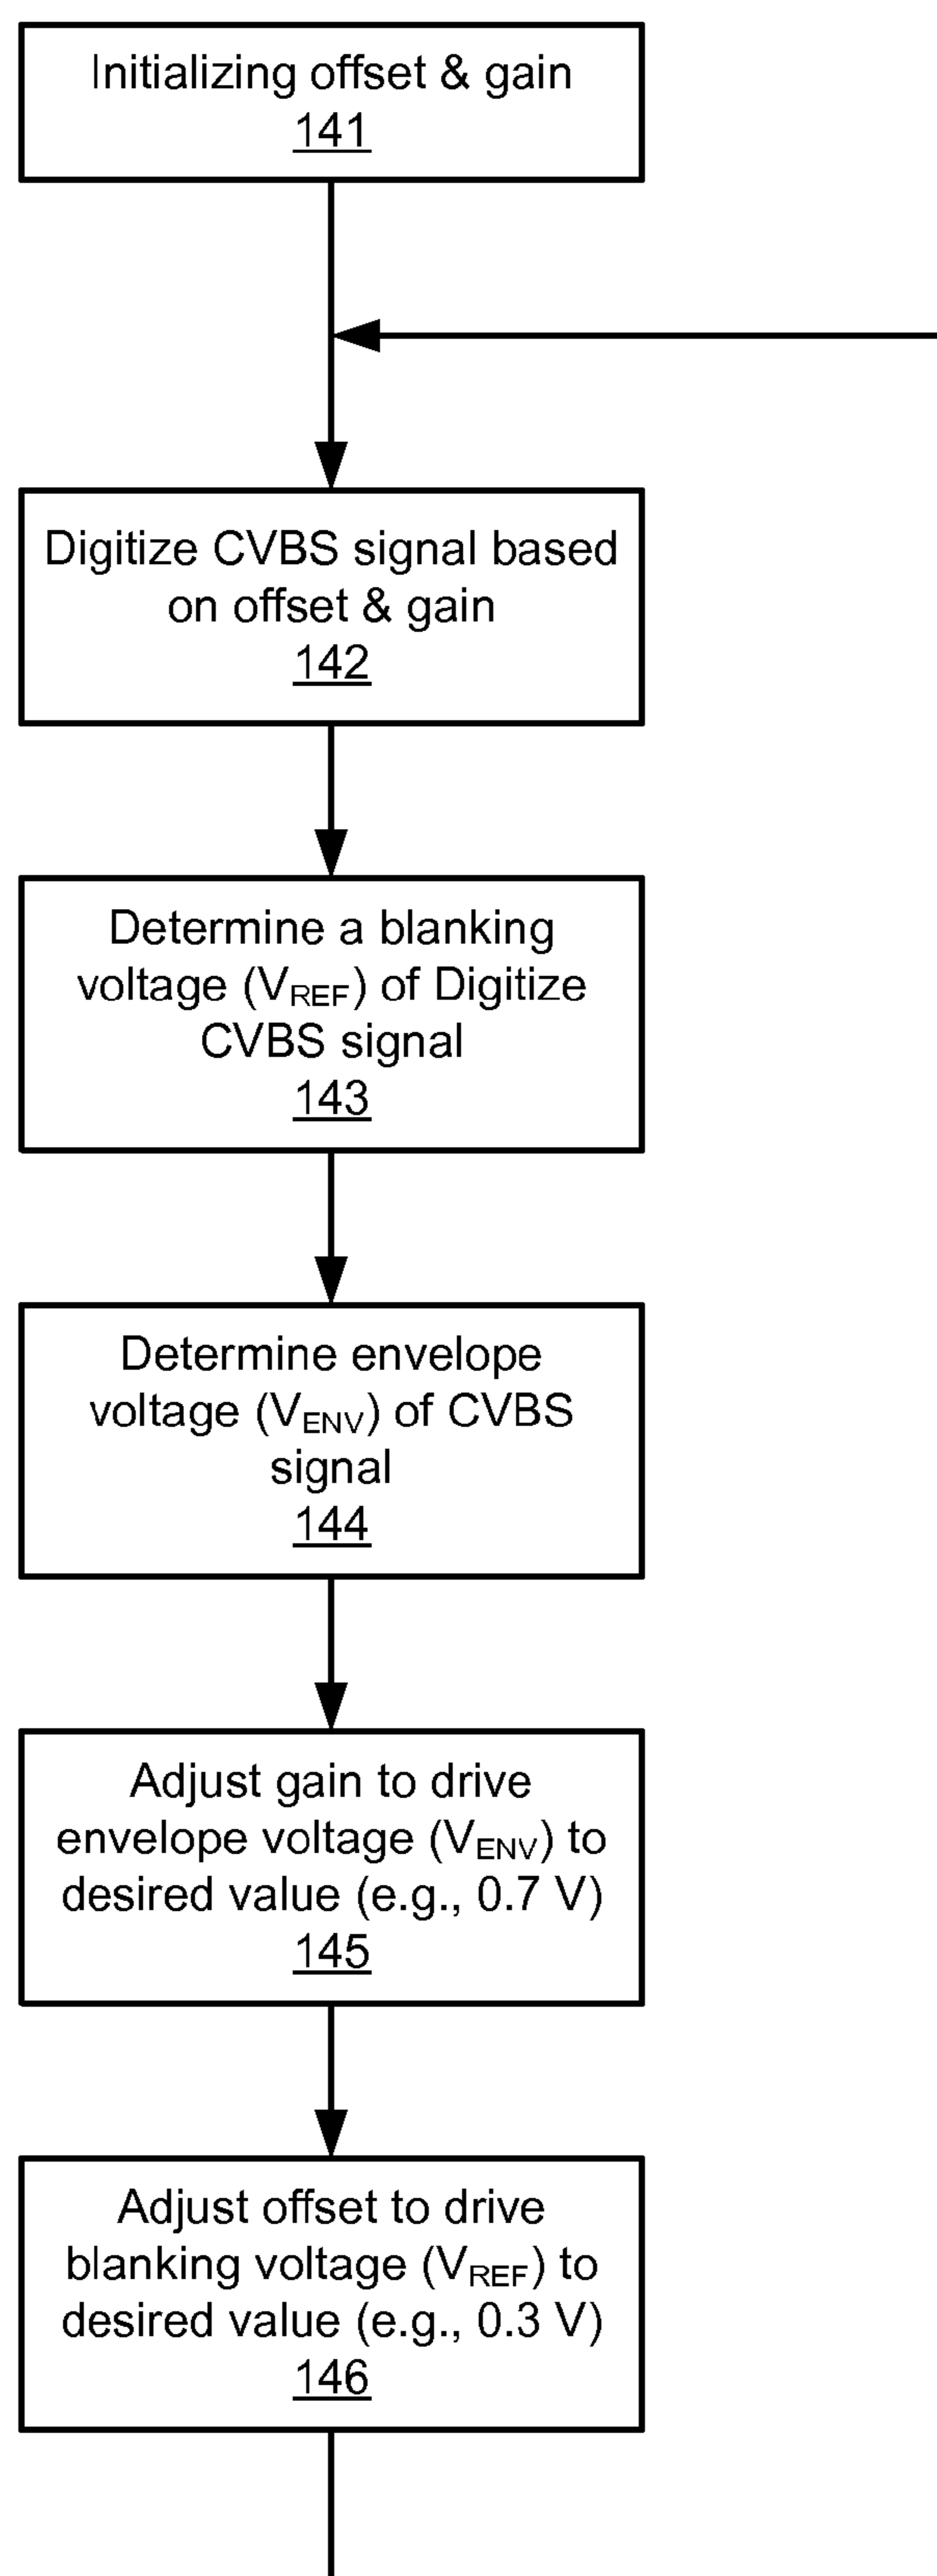 Initializing offset & gain
141
Digitize CVBS signal based
on offset & gain
142
Determine a blanking
voltage (VREF) of Digitize
CVBS signal
143
Determine envelope
voltage (VENV) of CVBS
signal
144
Adjust gain to drive
envelope voltage (VENV) to
desired value (e.g., 0.7 V)
145
Adjust offset to drive
blanking voltage (VREF) to
desired value (e.g., 0.3 V)
146